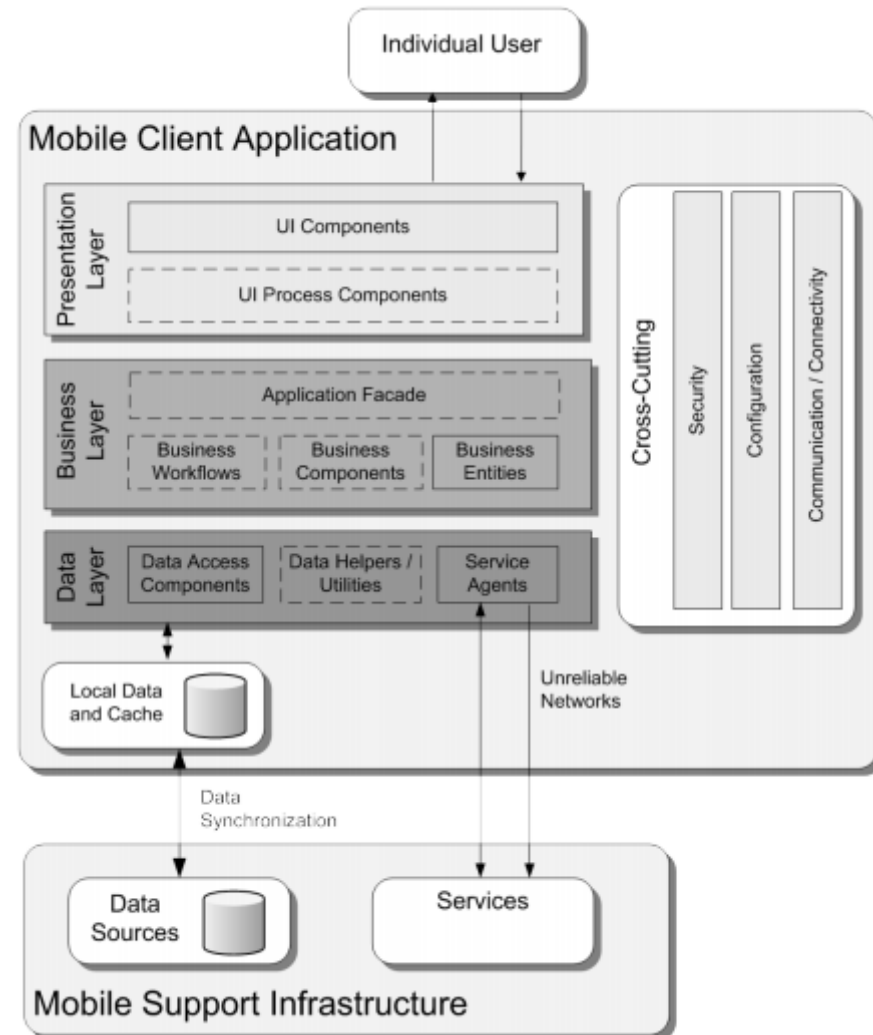 Individual User
Mobile Client Application
Presentation
Layer
UI Components
UI Process Components
Business
Layer
Application Facade
Business
Workflows
Business
Components
Business
Entities
Data
Layer
Data Access
Components
Data Helpers /
Utilities
Service
Agents
Cross-Cutting
Security
Configuration
Communication / Connectivity
Local Data
and Cache
Unreliable
Networks
Data
Synchronization
Data
Sources
Services
Mobile Support Infrastructure